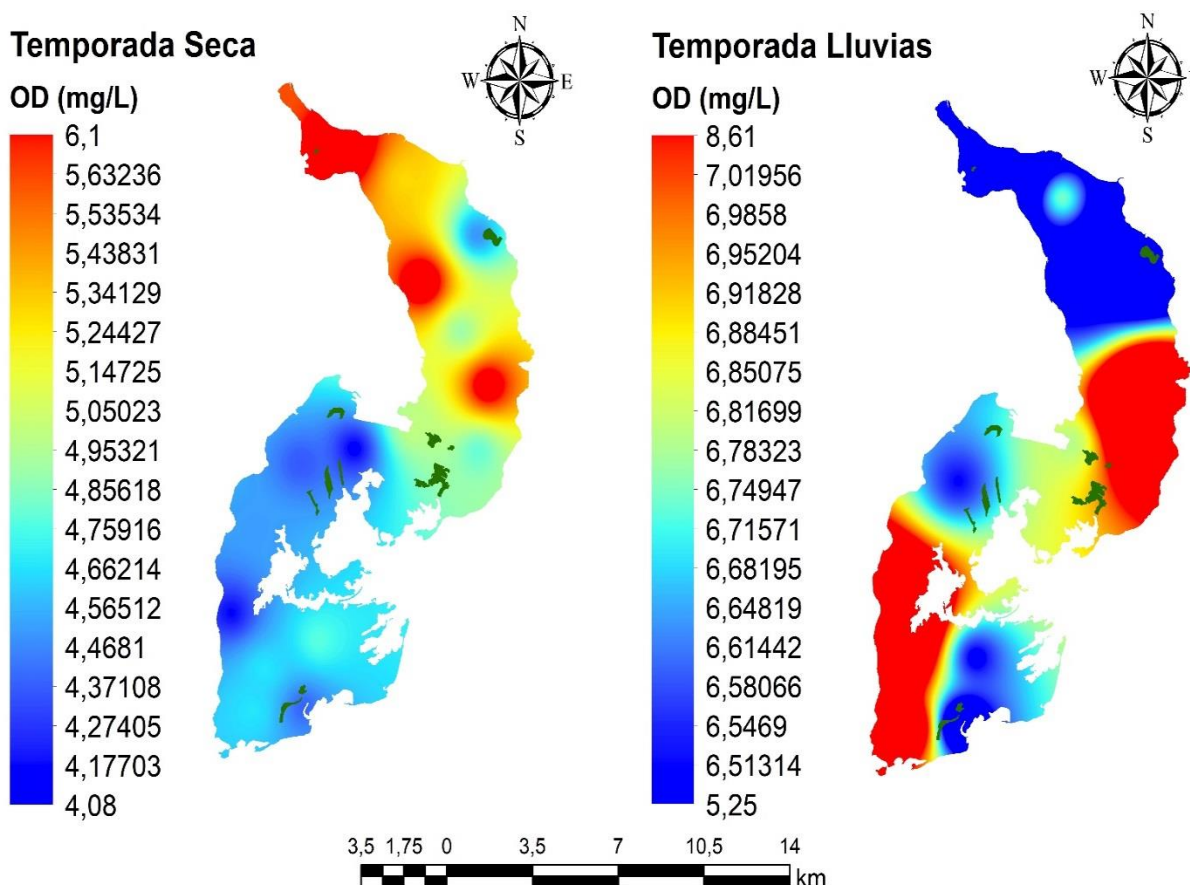 Temporada Seca
OD (mg/L)
6,1
5,63236
5,53534
5,43831
5,34129
5,24427
5,14725
5,05023
4,95321
4,85618
4,75916
4,66214
4,56512
4,4681
4,37108
4,27405
4,17703
4,08
N
W
E
S
Temporada Lluvias
OD (mg/L)
8,61
7,01956
6,9858
6,95204
6,91828
6,88451
6,85075
6,81699
6,78323
6,74947
6,71571
6,68195
6,64819
6,61442
6,58066
6,5469
6,51314
5,25
N
W
S
3,5 1,75 0 3,5 7 10,5 14
km